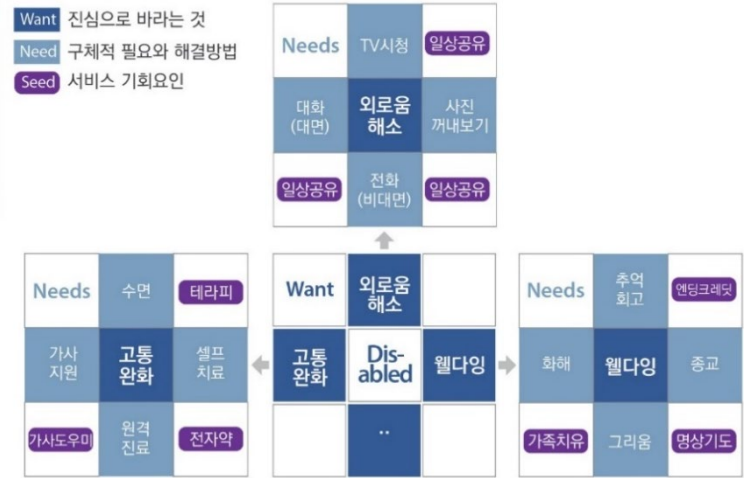 Want 진심으로 바라는 것
Need 구체적 필요와 해결방법
Seed 서비스 기회요인
Needs TV시청 일상공유
대화
(대면)
외로움
해소
사진
꺼내보기
일상공유
전화
(비대면)
일상공유
Needs 수면 테라피
가사
지원
고통
완화
셀프
치료
가사도우미
원격
진료
전자약
Want
외로움
해소
고통
완화
Dis-
abled
웰다잉
..
Needs
추억
회고
엔딩크레딧
화해 웰다잉 종교
가족치유 그리움 명상기도